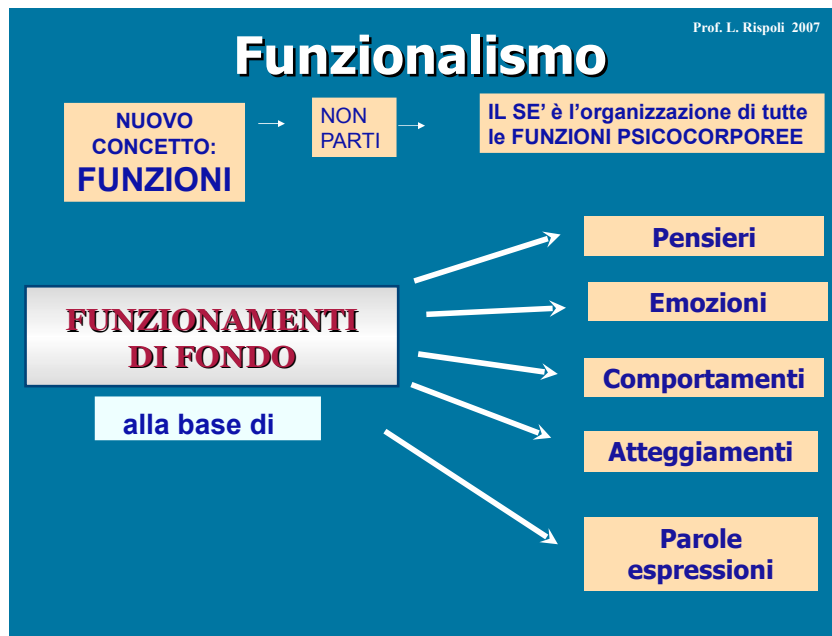 Prof. L. Rispoli 2007
Funzionalismo
NUOVO
CONCETTO:
FUNZIONI
NON
PARTI
IL SE' è l'organizzazione di tutte
le FUNZIONI PSICOCORPOREE
FUNZIONAMENTI
DI FONDO
alla base di
Pensieri
Emozioni
Comportamenti
Atteggiamenti
Parole
espressioni